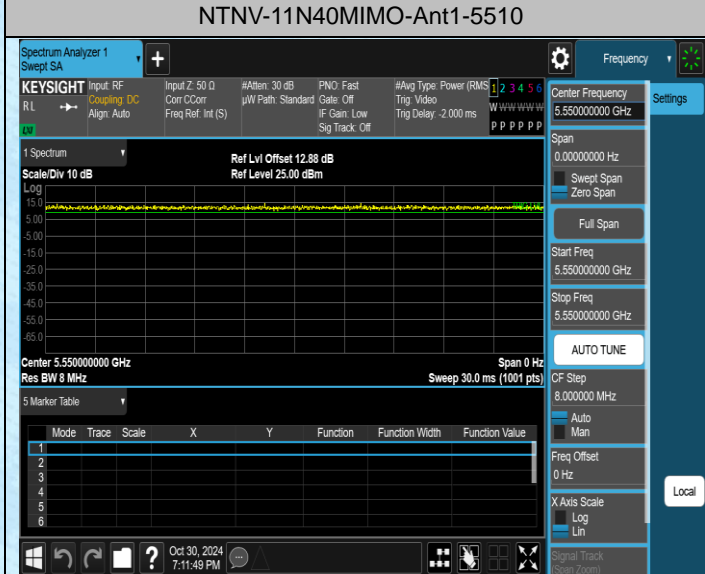 NTNV-11N40MIMO-Ant1-5510
Spectrum Analyzer 1
Swept SA
+
Frequency
KEYSIGHT
RL
LXI
Input: RF
Coupling: DC
Align: Auto
Input Z: 50 Ω
Corr CCorr
Freq Ref: Int (S)
#Atten: 30 dB
µW Path: Standard
PNO: Fast
Gate: Off
IF Gain: Low
Sig Track: Off
#Avg Type: Power (RMS
Trig: Video
Trig Delay: -2.000 ms
1 2 3 4 5 6
W W W W W W
P P P P P P
Center Frequency
5.550000000 GHz
Settings
Span
0.00000000 Hz
Swept Span
Zero Span
Full Span
Start Freq
5.550000000 GHz
Stop Freq
5.550000000 GHz
AUTO TUNE
CF Step
8.000000 MHz
Auto
Man
Freq Offset
0 Hz
X Axis Scale
Log
Lin
Signal Track
(Span Zoom)
Local
1 Spectrum
Scale/Div 10 dB
Ref Lvl Offset 12.88 dB
Ref Level 25.00 dBm
Log
15.0
5.00
-5.00
-15.0
-25.0
-35.0
-45.0
-55.0
-65.0
Center 5.550000000 GHz
Span 0 Hz
Res BW 8 MHz
Sweep 30.0 ms (1001 pts)
5 Marker Table
Mode Trace Scale X Y Function Function Width Function Value
1
2
3
4
5
6
?
Oct 30, 2024
7:11:49 PM